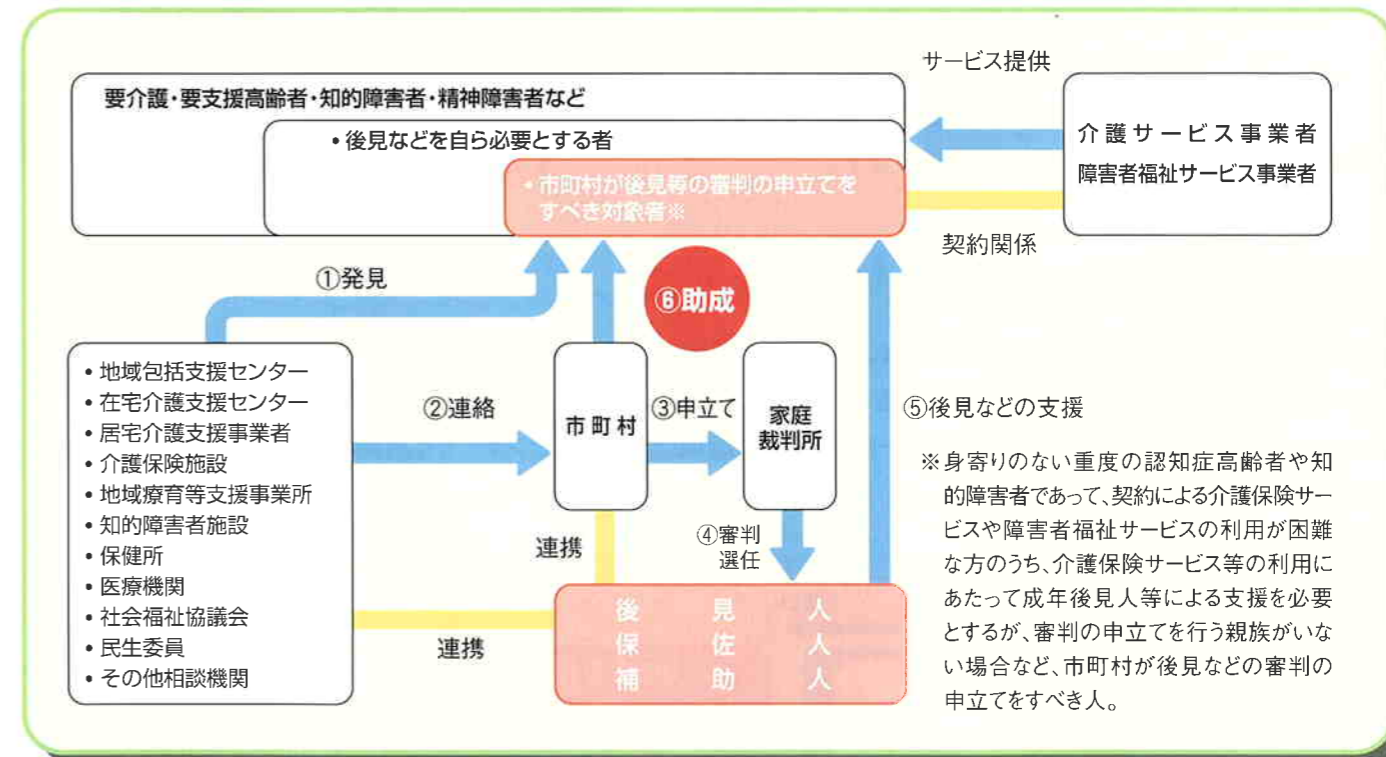 サービス提供
要介護・要支援高齢者・知的障害者・精神障害者など
・後見などを自ら必要とする者
・市町村が後見等の審判の申立てを
すべき対象者※
介護サービス事業者
障害者福祉サービス事業者
契約関係
①発見
⑥助成
・地域包括支援センター
・在宅介護支援センター
・居宅介護支援事業者
・介護保険施設
・地域療育等支援事業所
・知的障害者施設
・保健所
・医療機関
・社会福祉協議会
・民生委員
・その他相談機関
②連絡
市町村
③申立て
家庭
裁判所
連携
④審判
選任
連携
後見人
保佐人
補助人
⑤後見などの支援
※身寄りのない重度の認知症高齢者や知
的障害者であって、契約による介護保険サー
ビスや障害者福祉サービスの利用が困難
な方のうち、介護保険サービス等の利用に
あたって成年後見人等による支援を必要
とするが、審判の申立てを行う親族がいな
い場合など、市町村が後見などの審判の
申立てをすべき人。